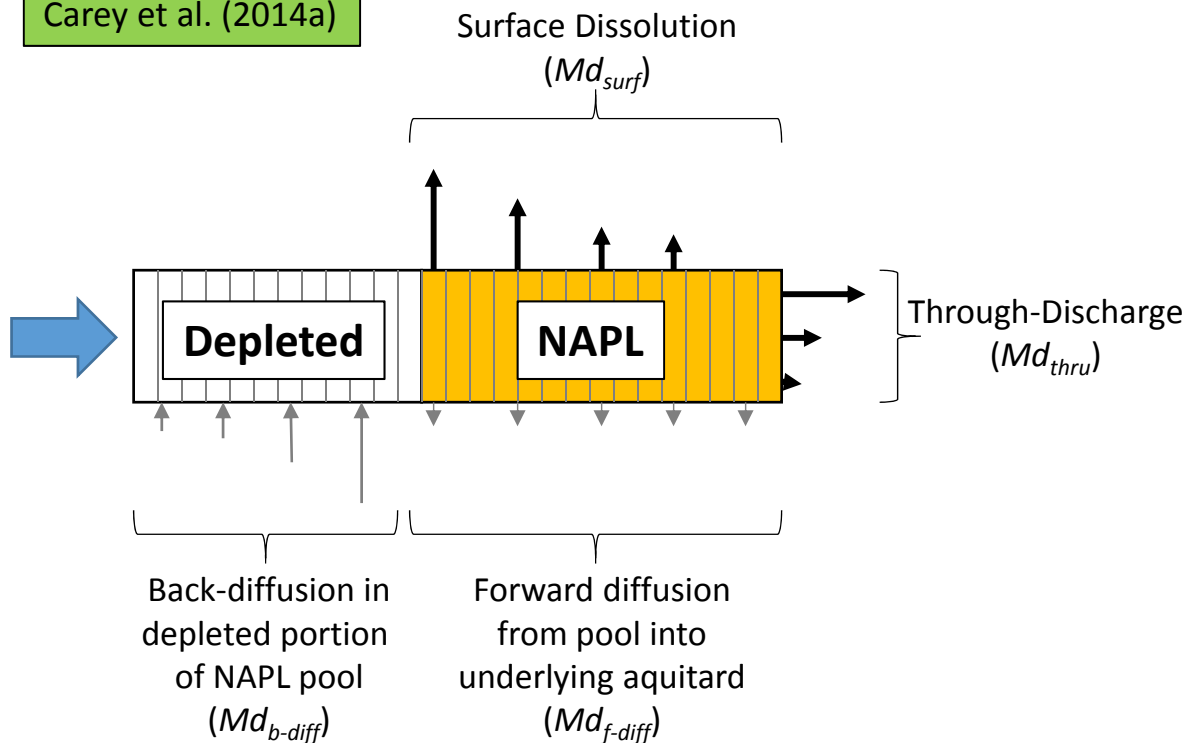 Carey et al. (2014a)
Surface Dissolution
(Md_surf)
Depleted
NAPL
Through-Discharge
(Md_thru)
Back-diffusion in
depleted portion
of NAPL pool
(Md_b-diff)
Forward diffusion
from pool into
underlying aquitard
(Md_f-diff)